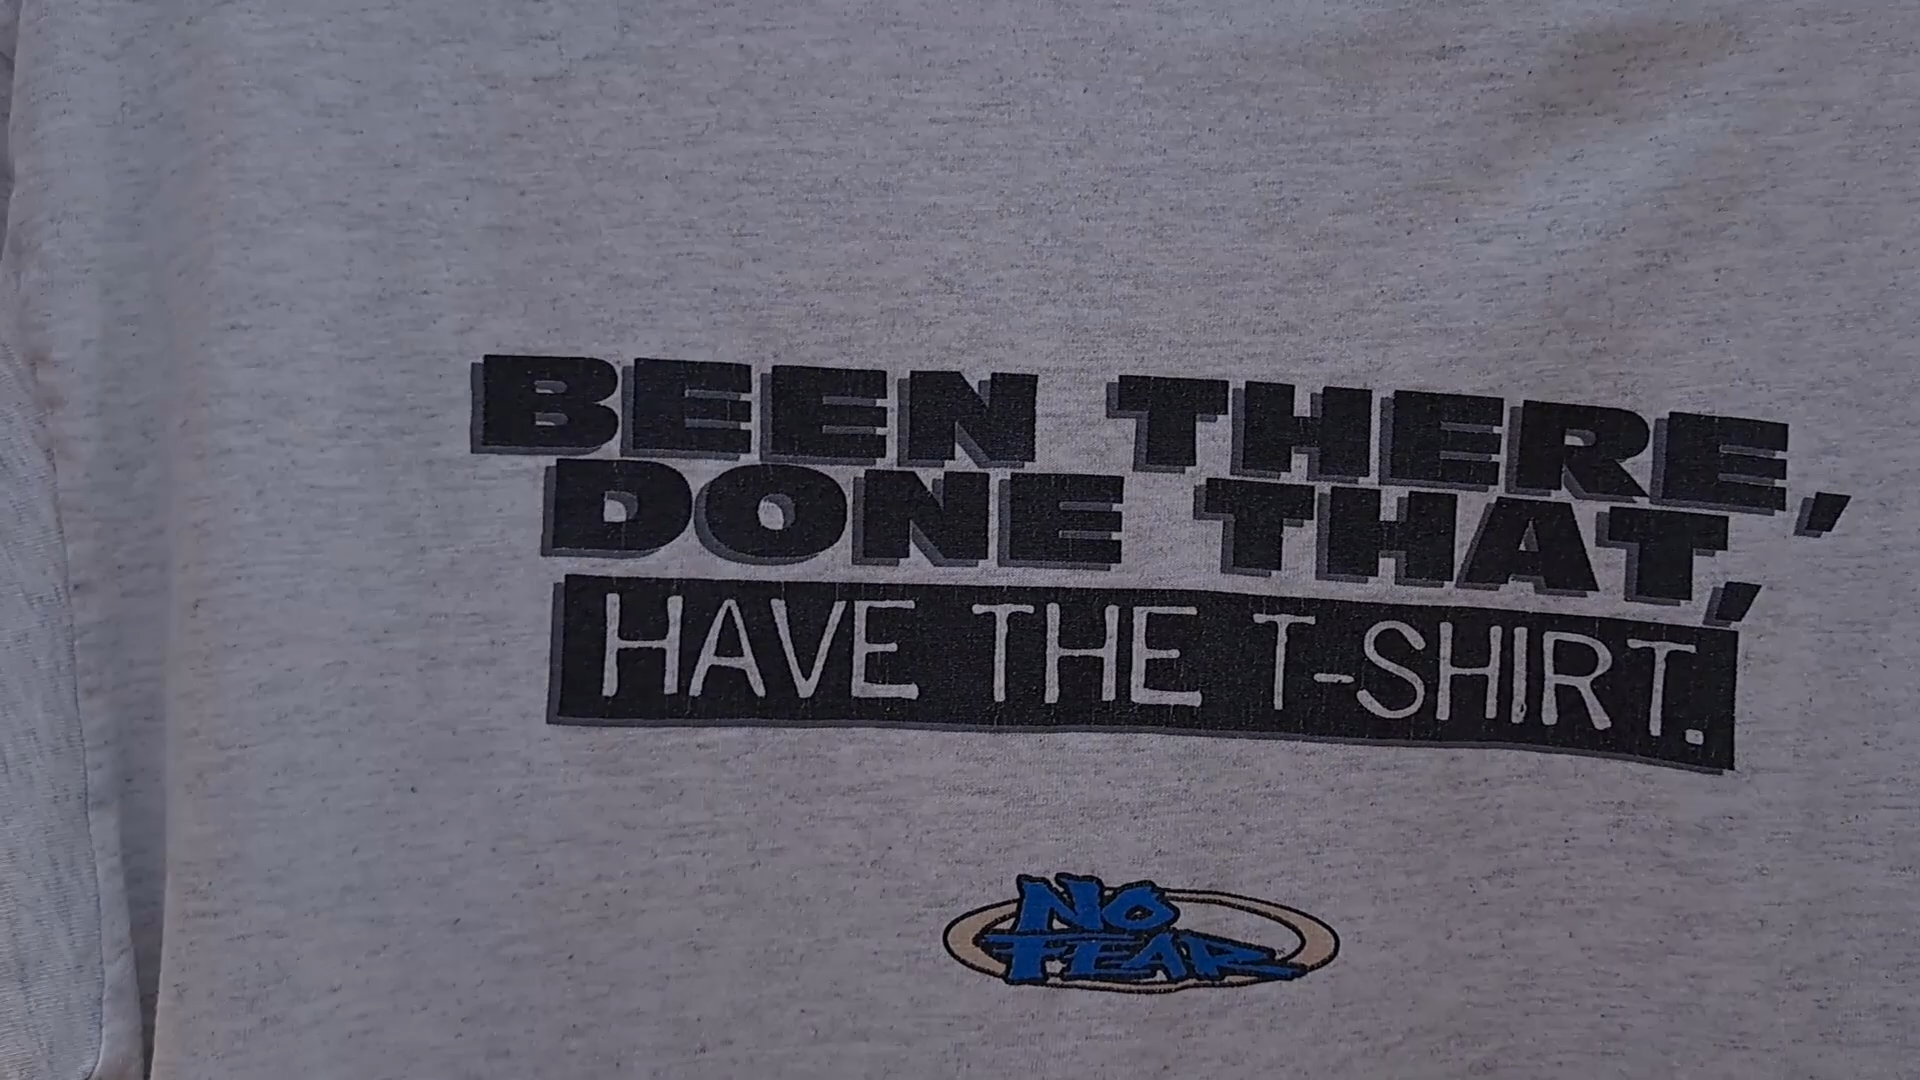 BEEN THERE,
DONE THAT,
HAVE THE T-SHIRT.
NO
FEAR